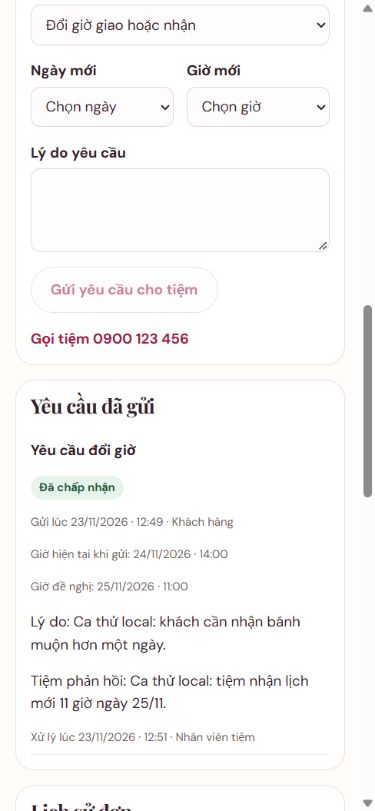 Đổi giờ giao hoặc nhận
Ngày mới
Giờ mới
Chọn ngày
Chọn giờ
Lý do yêu cầu
Gửi yêu cầu cho tiệm
Gọi tiệm 0900 123 456
Yêu cầu đã gửi
Yêu cầu đổi giờ
Đã chấp nhận
Gửi lúc 23/11/2026 · 12:49 · Khách hàng
Giờ hiện tại khi gửi: 24/11/2026 · 14:00
Giờ đề nghị: 25/11/2026 · 11:00
Lý do: Ca thử local: khách cần nhận bánh
muộn hơn một ngày.
Tiệm phản hồi: Ca thử local: tiệm nhận lịch
mới 11 giờ ngày 25/11.
Xử lý lúc 23/11/2026 · 12:51 · Nhân viên tiệm
Lịch sử đơn